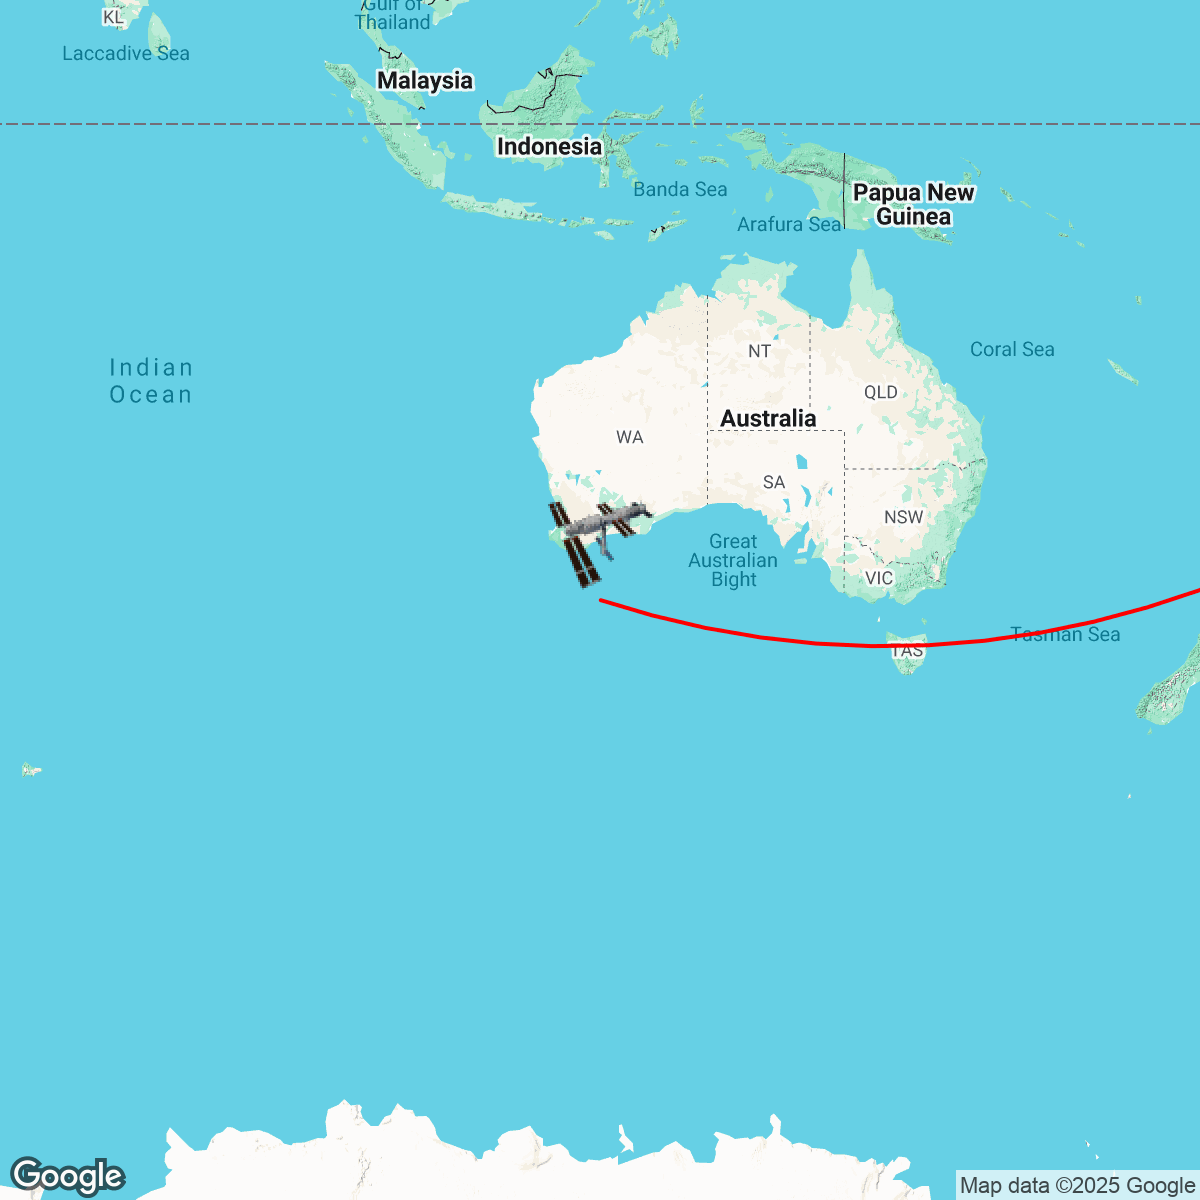 KL
Gulf of
Thailand
Laccadive Sea
Malaysia
Indonesia
Banda Sea
Papua New
Guinea
Arafura Sea
Indian
Ocean
NT
Coral Sea
QLD
Australia
WA
SA
NSW
Great
Australian
Bight
VIC
Tasman Sea
TAS
Google
Map data ©2025 Google